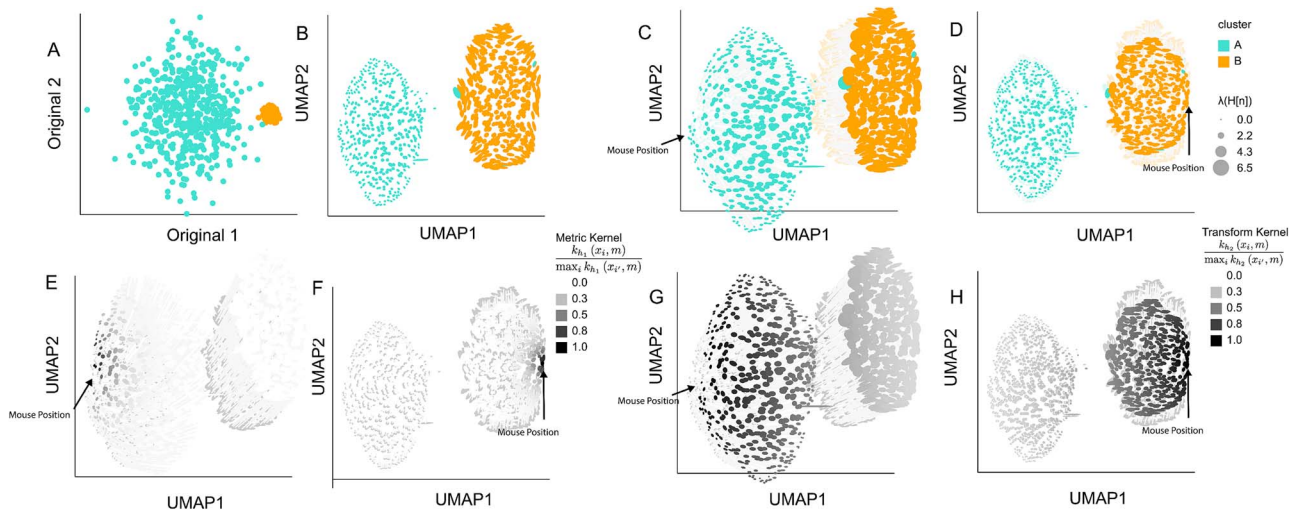 A
Original 2
Original 1
B
UMAP2
UMAP1
C
UMAP2
Mouse Position
UMAP1
D
UMAP2
Mouse Position
UMAP1
cluster
A
B
λ(H[n])
0.0
2.2
4.3
6.5
E
UMAP2
Mouse Position
UMAP1
F
UMAP2
Mouse Position
UMAP1
Metric Kernel
k_{h_1}(x_i, m)
max_i k_{h_1}(x_{i'}, m)
0.0
0.3
0.5
0.8
1.0
G
UMAP2
Mouse Position
UMAP1
H
UMAP2
Mouse Position
UMAP1
Transform Kernel
k_{h_2}(x_i, m)
max_i k_{h_2}(x_{i'}, m)
0.0
0.3
0.5
0.8
1.0